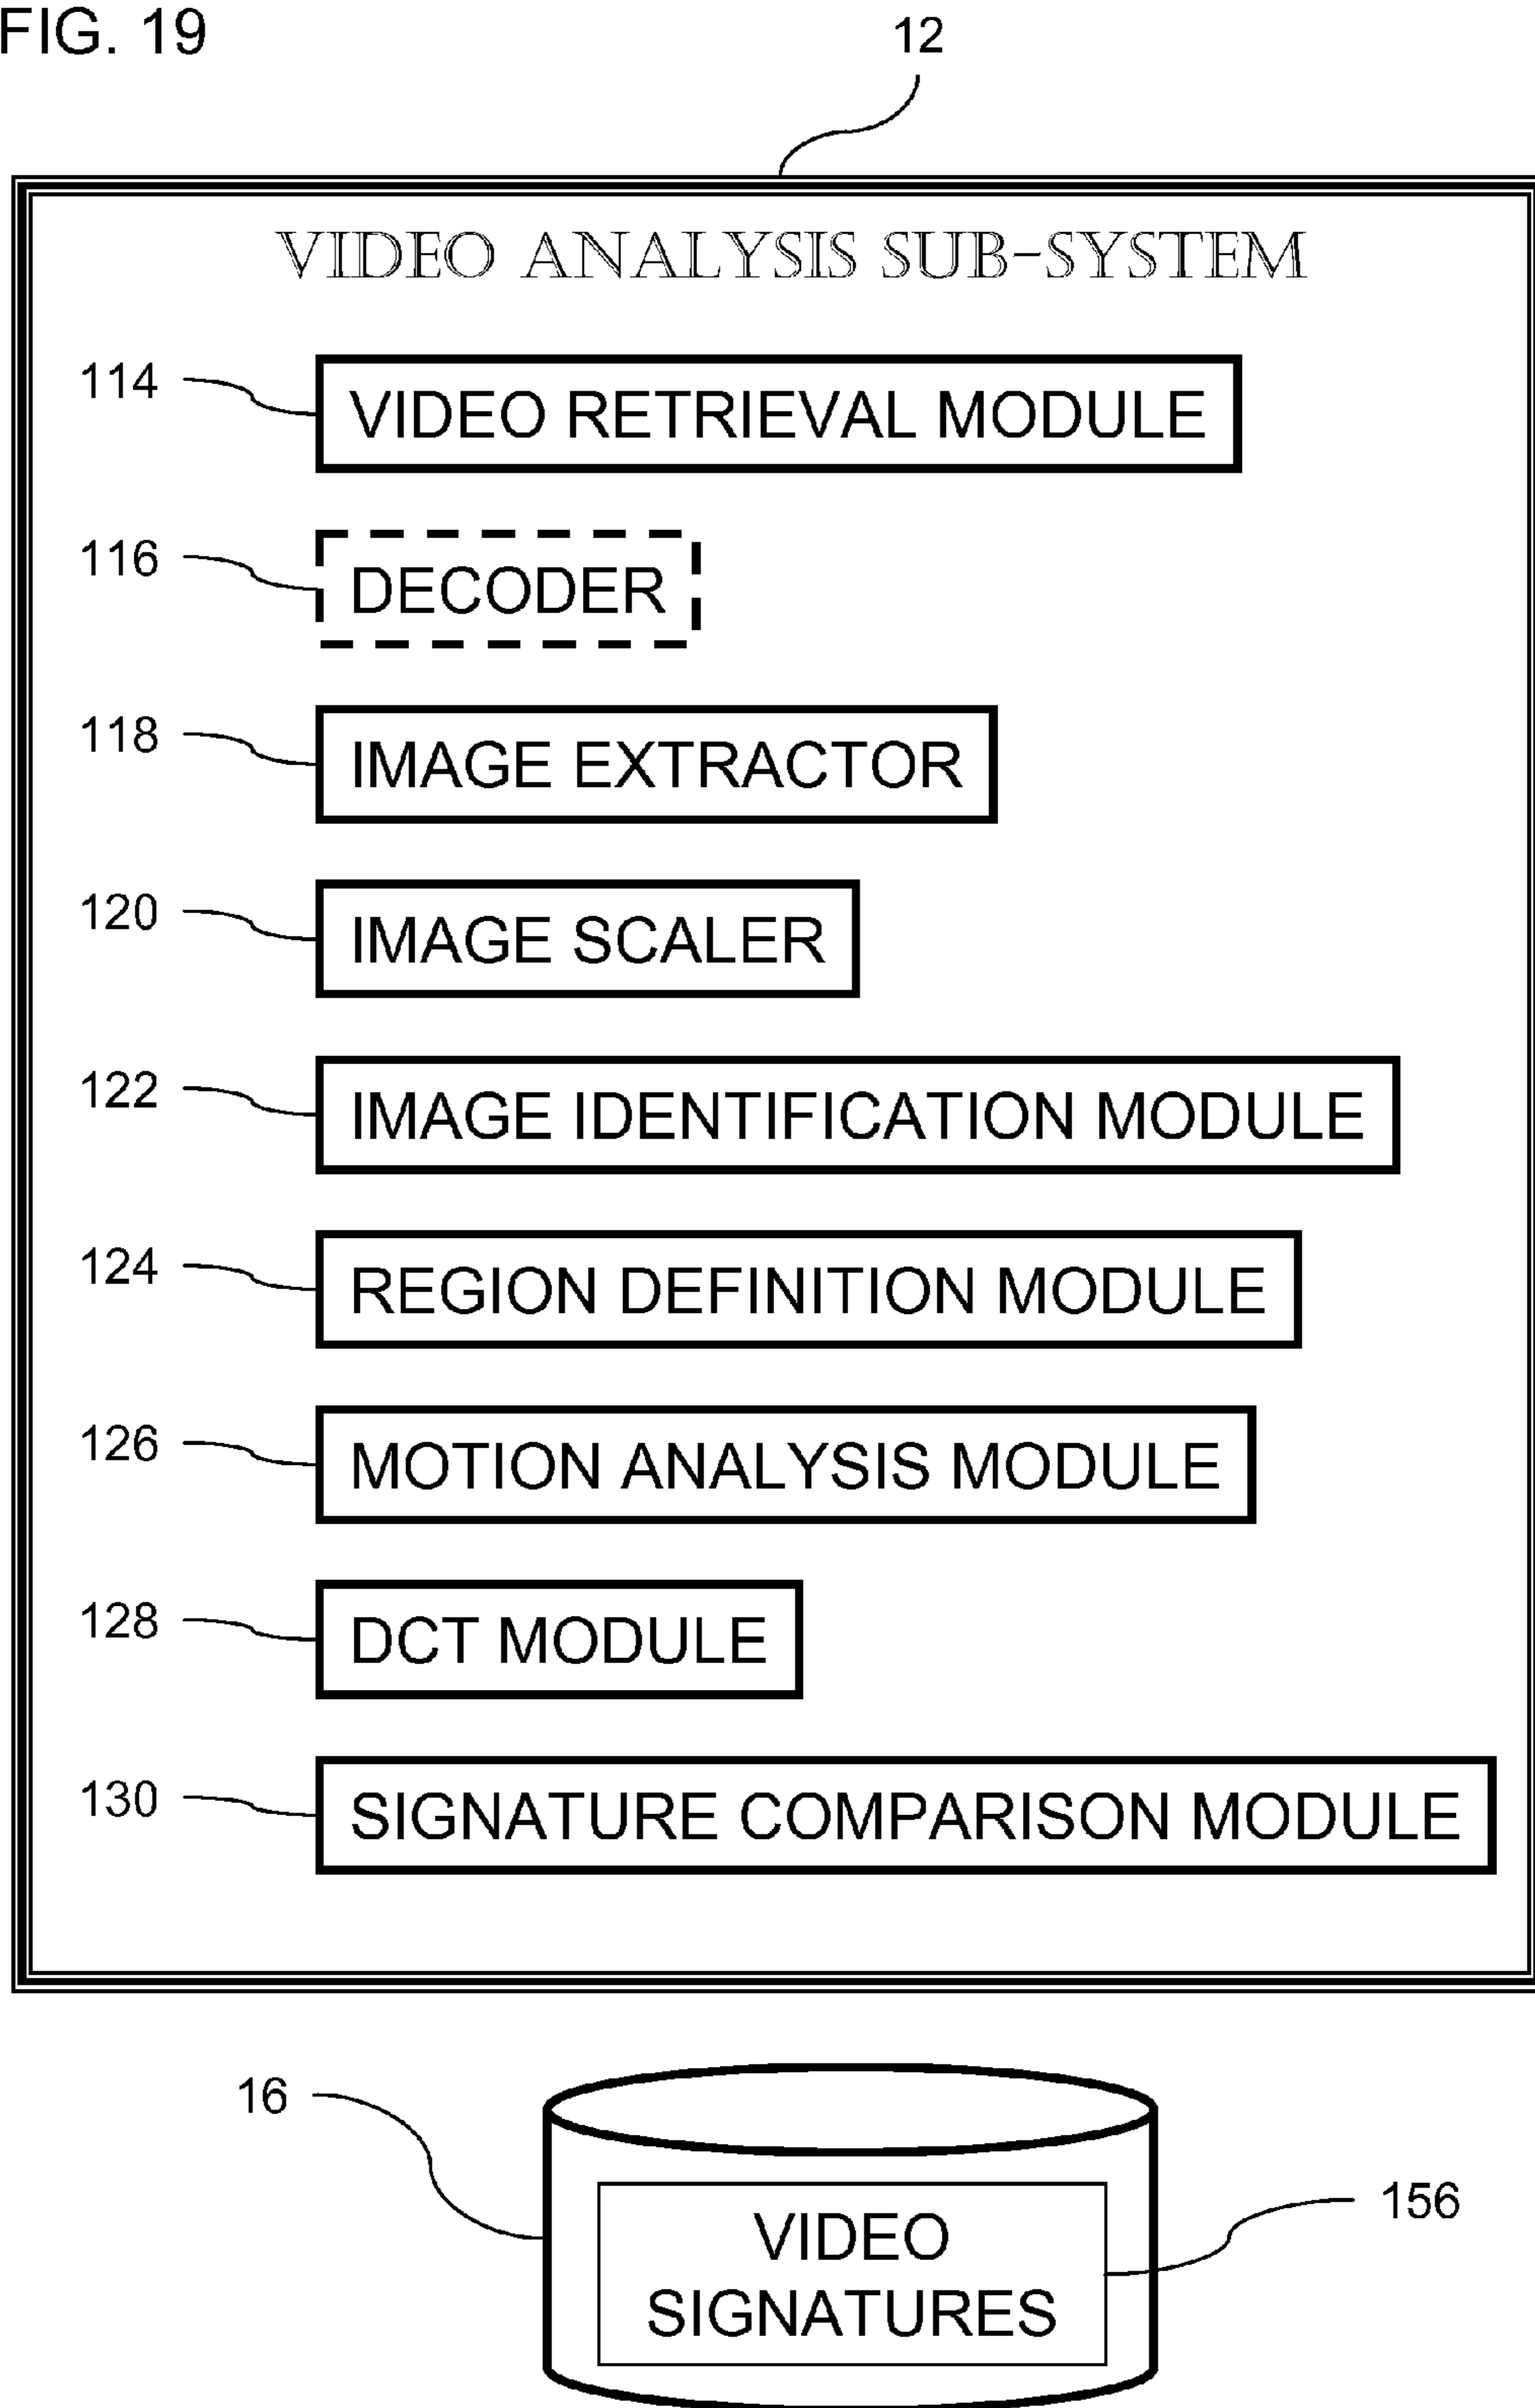 FIG. 19
12
VIDEO ANALYSIS SUB-SYSTEM
114 VIDEO RETRIEVAL MODULE
116 DECODER
118 IMAGE EXTRACTOR
120 IMAGE SCALER
122 IMAGE IDENTIFICATION MODULE
124 REGION DEFINITION MODULE
126 MOTION ANALYSIS MODULE
128 DCT MODULE
130 SIGNATURE COMPARISON MODULE
16
156
VIDEO
SIGNATURES